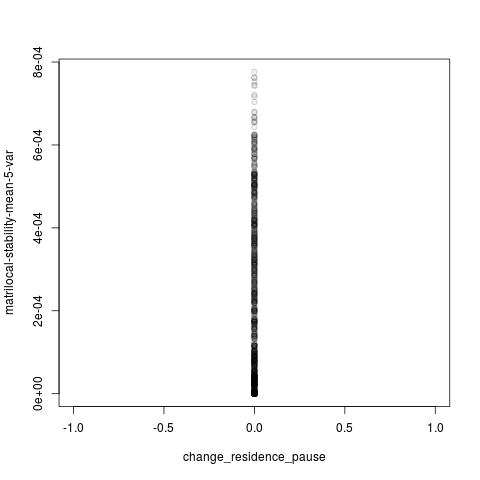 matrilocal-stability-mean-5-var
8e-04
6e-04
4e-04
2e-04
0e+00
-1.0 -0.5 0.0 0.5 1.0
change_residence_pause